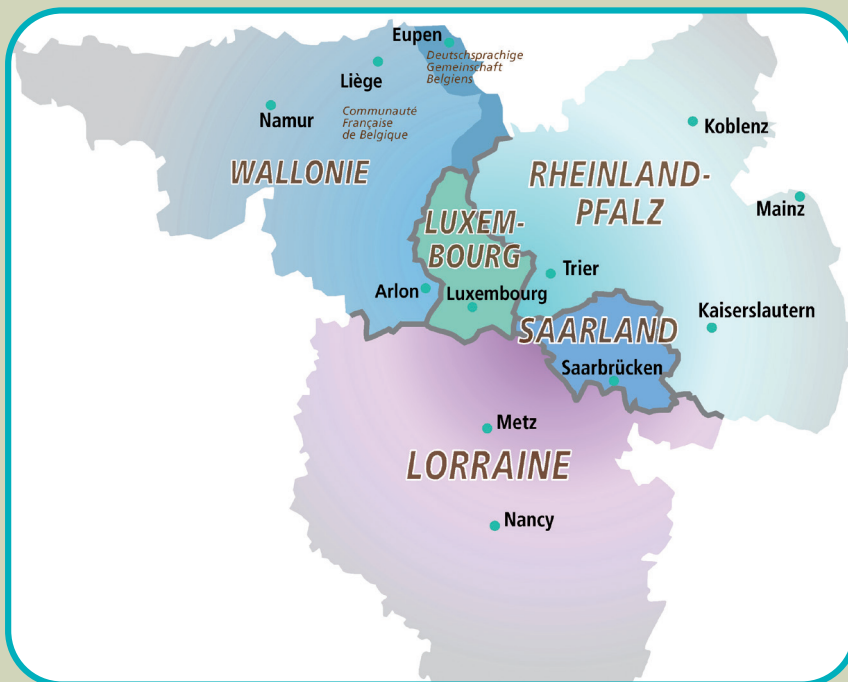 Eupen
Deutschsprachige
Gemeinschaft
Belgiens
Liège
Namur
Communauté
Française
de Belgique
WALLONIE
Koblenz
RHEINLAND-
PFALZ
Mainz
LUXEM-
BOURG
Trier
Arlon
Luxembourg
Kaiserslautern
SAARLAND
Saarbrücken
Metz
LORRAINE
Nancy